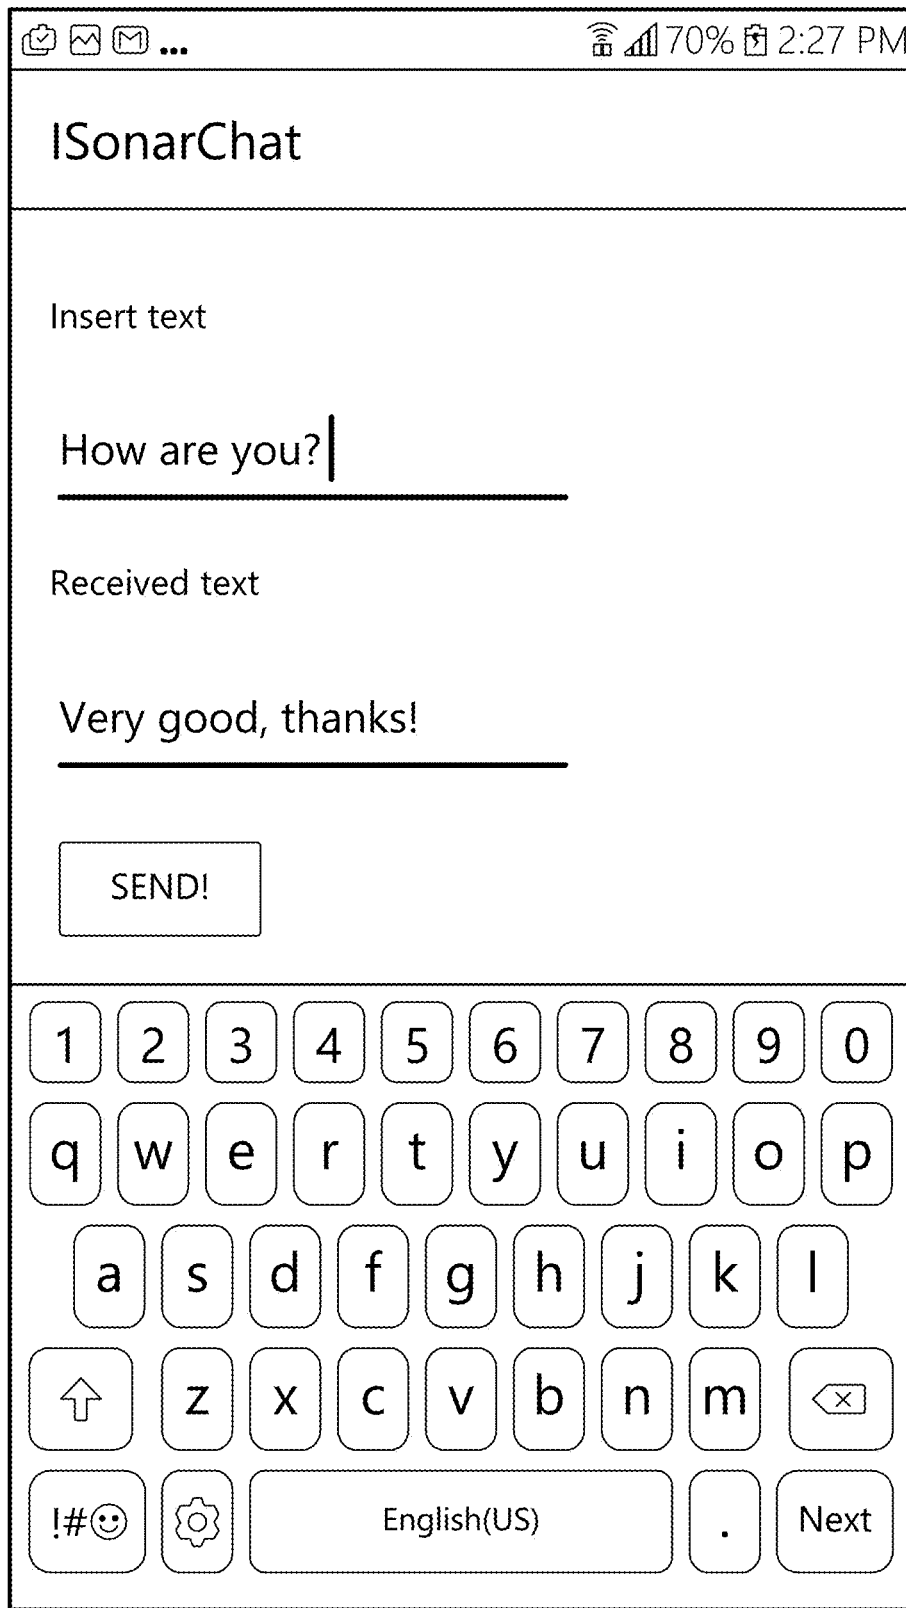 70% 2:27 PM
ISonarChat
Insert text
How are you?
Received text
Very good, thanks!
SEND!
1 2 3 4 5 6 7 8 9 0
q w e r t y u i o p
a s d f g h j k l
z x c v b n m
!#☺ English(US) . Next